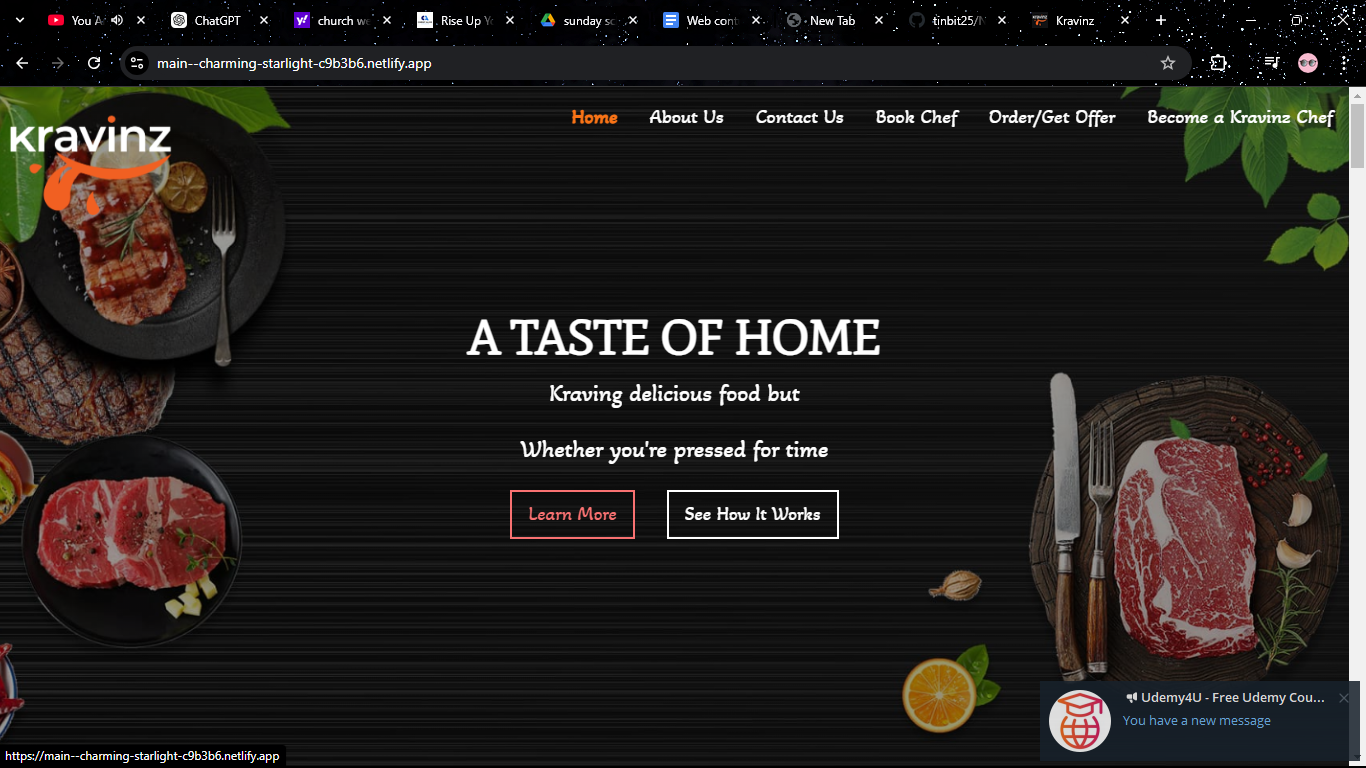 You A
ChatGPT
church we
Rise Up Yo
sunday sc
Web cont
New Tab
tinbit25/N
Kravinz
main--charming-starlight-c9b3b6.netlify.app
kravinz
Home About Us Contact Us Book Chef Order/Get Offer Become a Kravinz Chef
A TASTE OF HOME
Kraving delicious food but
Whether you're pressed for time
Learn More See How It Works
Udemy4U - Free Udemy Cou...
You have a new message
https://main--charming-starlight-c9b3b6.netlify.app